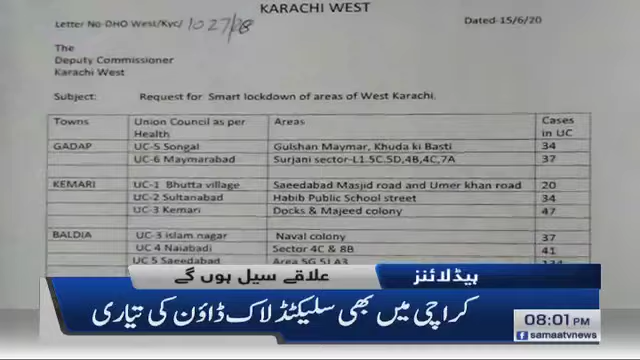 KARACHI WEST
Letter No-DHO West/Kyc/ 1027/08
Dated-15/6/20
The
Deputy Commissioner
Karachi West
Subject: Request for Smart lockdown of areas of West Karachi.
Towns Union Council as per Health Areas Cases in UC
GADAP UC-5 Songal Gulshan Maymar, Khuda ki Basti 34
UC-6 Maymarabad Surjani sector-L1.5C.5D,4B,4C,7A 37
KEMARI UC-1 Bhutta village Saeedabad Masjid road and Umer khan road 20
UC-2 Sultanabad Habib Public School street 34
UC-3 Kemari Docks & Majeed colony 47
BALDIA UC-3 islam nagar Naval colony 37
UC 4 Naiabadi Sector 4C & 8B 41
UC 5 Saeedabad Area 5G 5J A3
ہیڈلائنز
علاقے سیل ہوں گے
کراچی میں بھی سلیکٹڈ لاک ڈاؤن کی تیاری
08:01 PM
samaatvnews